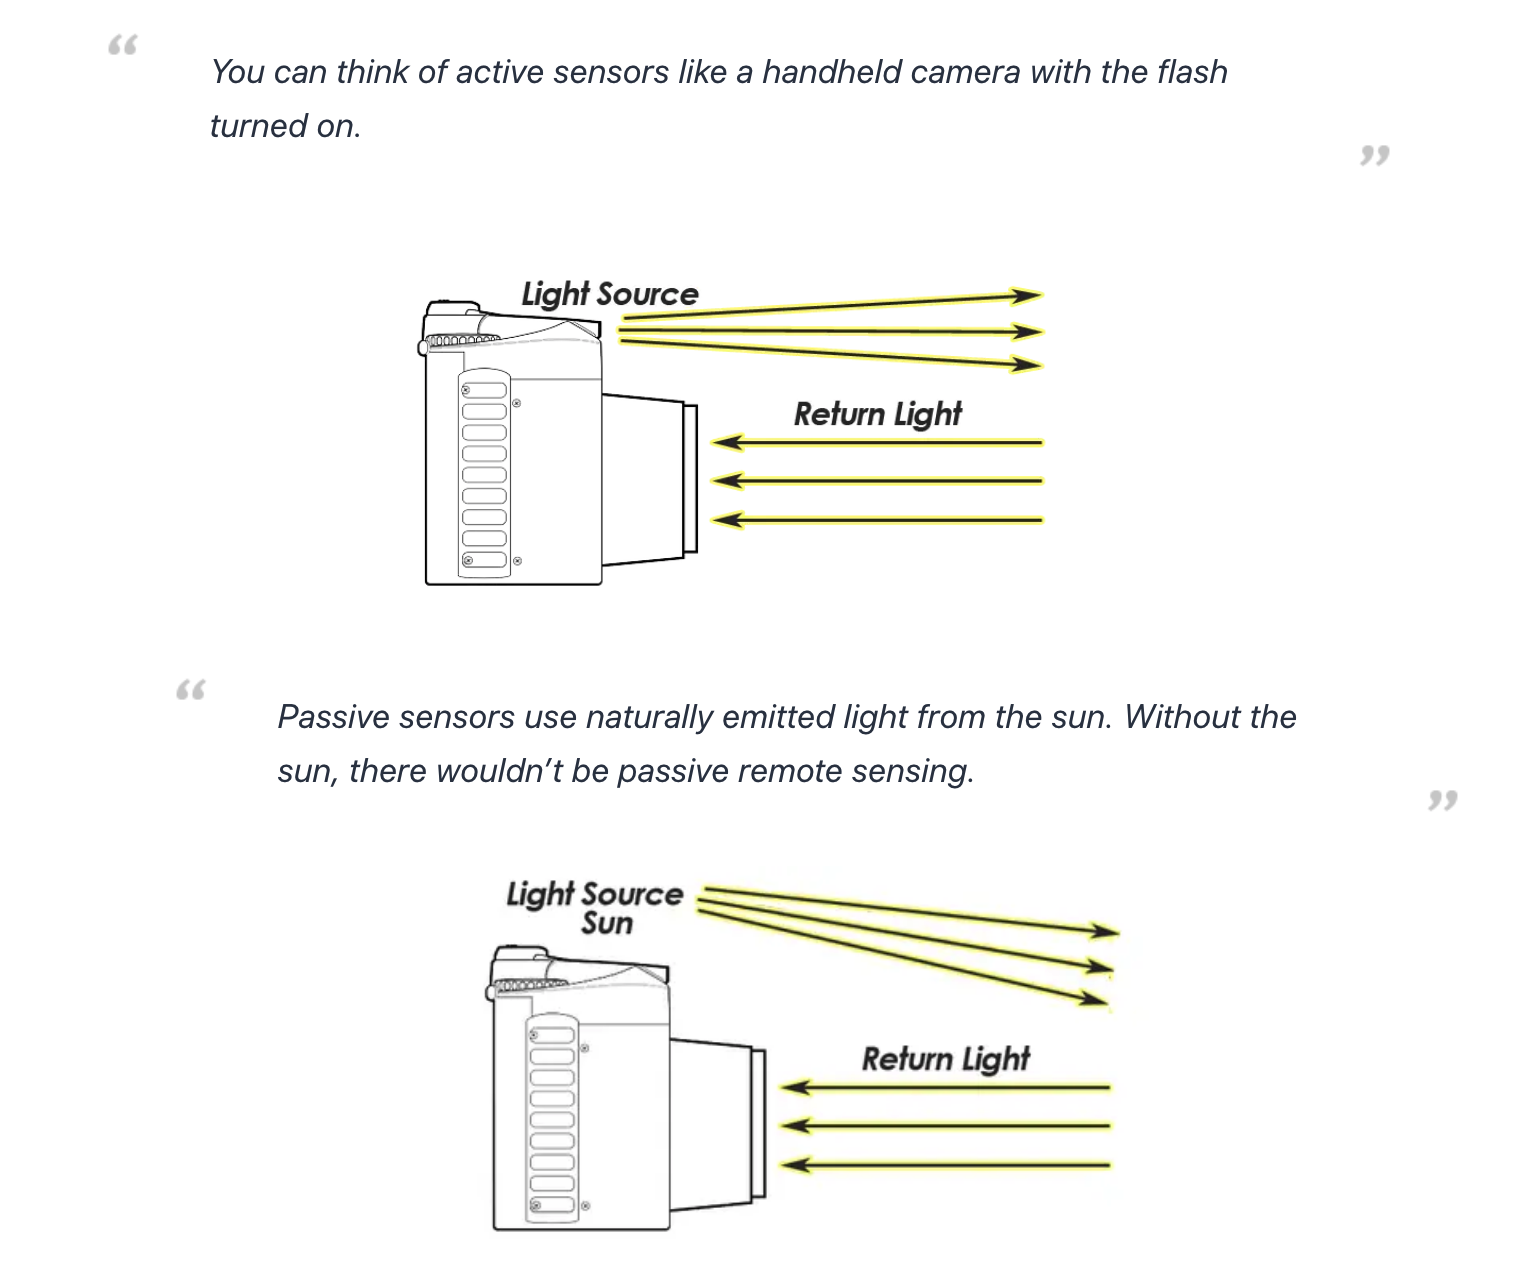 “
You can think of active sensors like a handheld camera with the flash
turned on.
”
Light Source
Return Light
“
Passive sensors use naturally emitted light from the sun. Without the
sun, there wouldn’t be passive remote sensing.
”
Light Source
Sun
Return Light